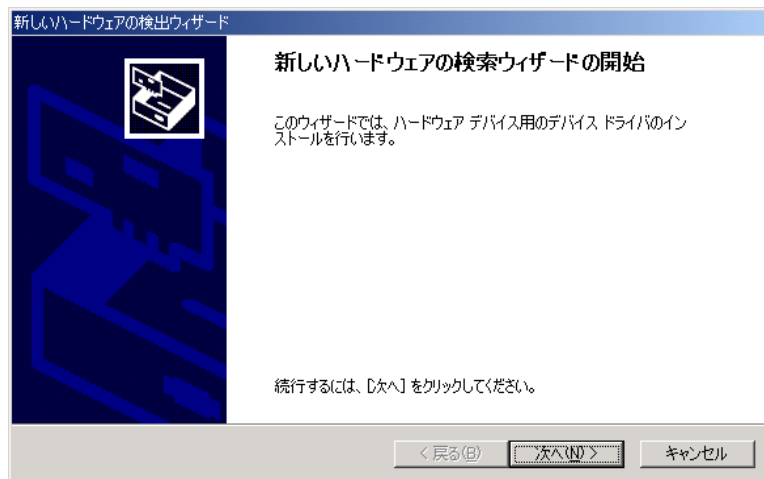 新しいハードウェアの検出ウィザード
新しいハードウェアの検索ウィザードの開始
このウィザードでは、ハードウェア デバイス用のデバイス ドライバのイン
ストールを行います。
続行するには、[次へ] をクリックしてください。
< 戻る(B)
次へ(N) >
キャンセル